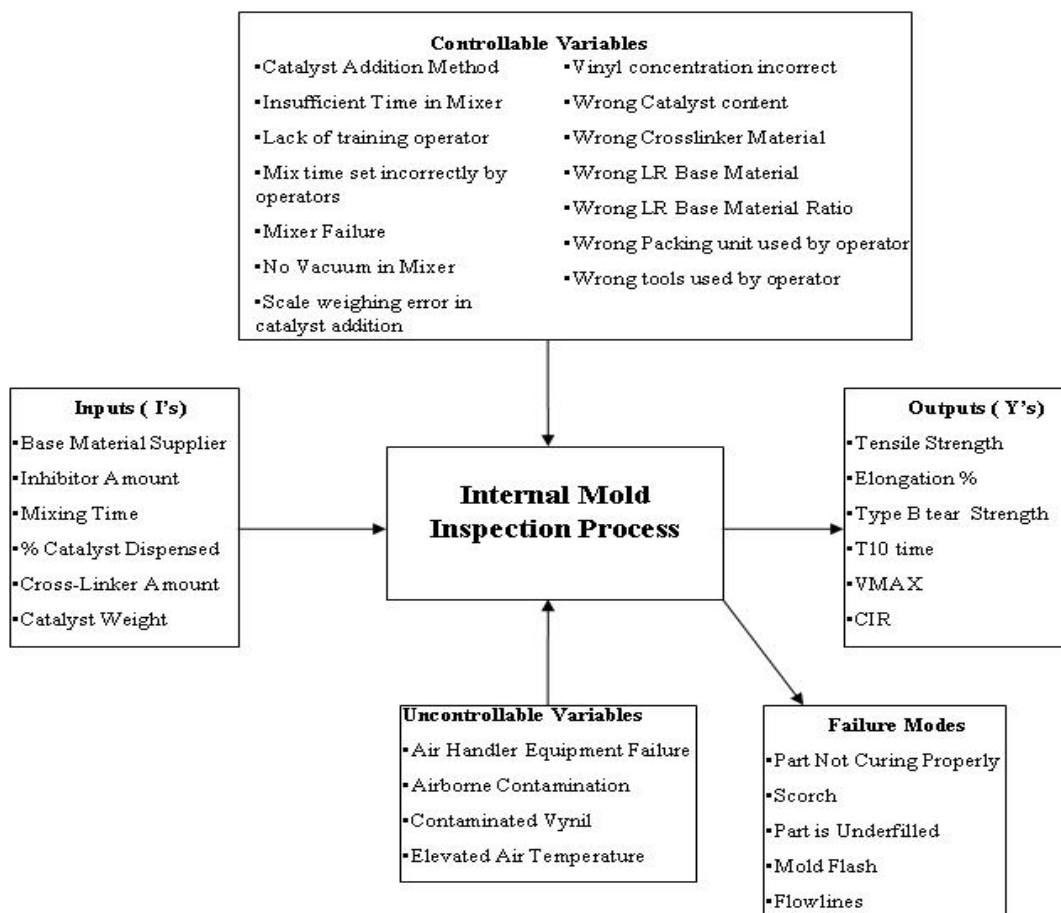 Controllable Variables
▪Catalyst Addition Method
▪Insufficient Time in Mixer
▪Lack of training operator
▪Mix time set incorrectly by
operators
▪Mixer Failure
▪No Vacuum in Mixer
▪Scale weighing error in
catalyst addition
▪Vinyl concentration incorrect
▪Wrong Catalyst content
▪Wrong Crosslinker Material
▪Wrong LR Base Material
▪Wrong LR Base Material Ratio
▪Wrong Packing unit used by operator
▪Wrong tools used by operator
Inputs ( I's)
▪Base Material Supplier
▪Inhibitor Amount
▪Mixing Time
▪% Catalyst Dispensed
▪Cross-Linker Amount
▪Catalyst Weight
Internal Mold
Inspection Process
Outputs ( Y's)
▪Tensile Strength
▪Elongation %
▪Type B tear Strength
▪T10 time
▪VMAX
▪CIR
Uncontrollable Variables
▪Air Handler Equipment Failure
▪Airborne Contamination
▪Contaminated Vynil
▪Elevated Air Temperature
Failure Modes
▪Part Not Curing Properly
▪Scorch
▪Part is Underfilled
▪Mold Flash
▪Flowlines